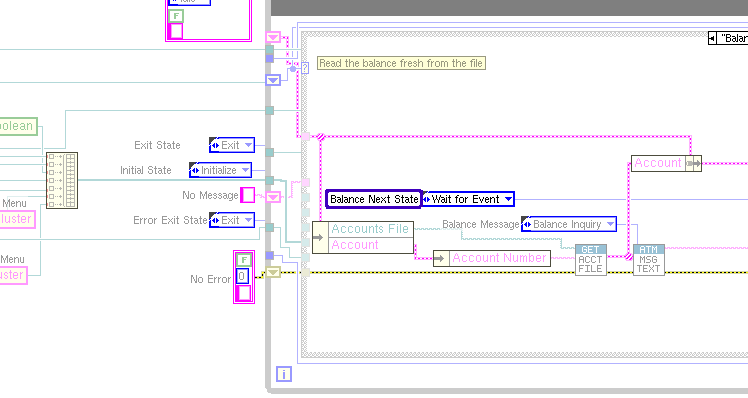 F
"Balan
Read the balance fresh from the file
?
oolean
Exit State
Exit
Account
Initial State
Initialize
No Message
Menu
Balance Next State
Wait for Event
luster
Error Exit State
Exit
Accounts File
Account
Balance Message
Balance Inquiry
Menu
luster
Account Number
GET
ACCT
FILE
ATM
MSG
TEXT
No Error
F
0
i